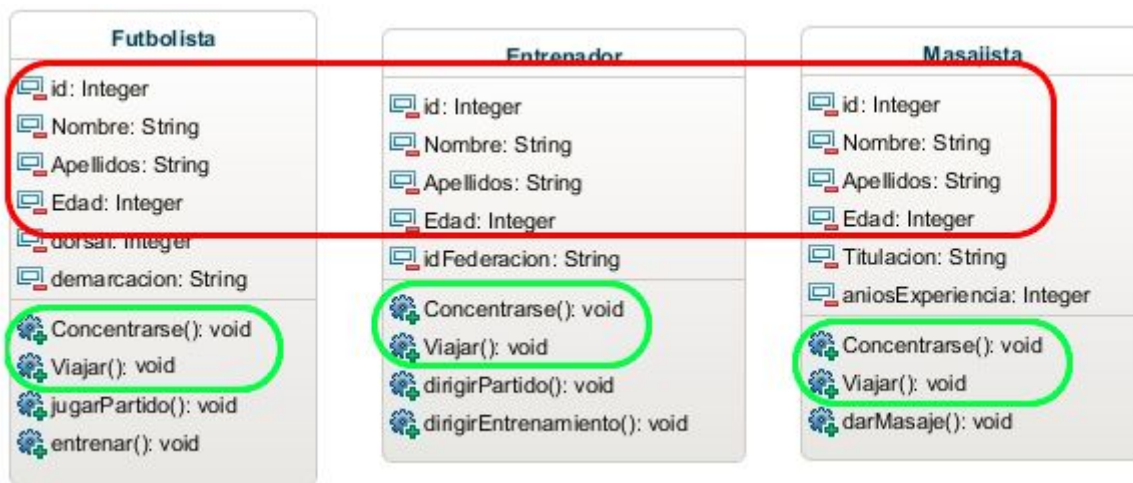 Futbolista
id: Integer
Nombre: String
Apellidos: String
Edad: Integer
dorsal: Integer
demarcacion: String
Concentrarse(): void
Viajar(): void
jugarPartido(): void
entrenar(): void
Entrenador
id: Integer
Nombre: String
Apellidos: String
Edad: Integer
idFederacion: String
Concentrarse(): void
Viajar(): void
dirigirPartido(): void
dirigirEntrenamiento(): void
Masajista
id: Integer
Nombre: String
Apellidos: String
Edad: Integer
Titulacion: String
aniosExperiencia: Integer
Concentrarse(): void
Viajar(): void
darMasaje(): void